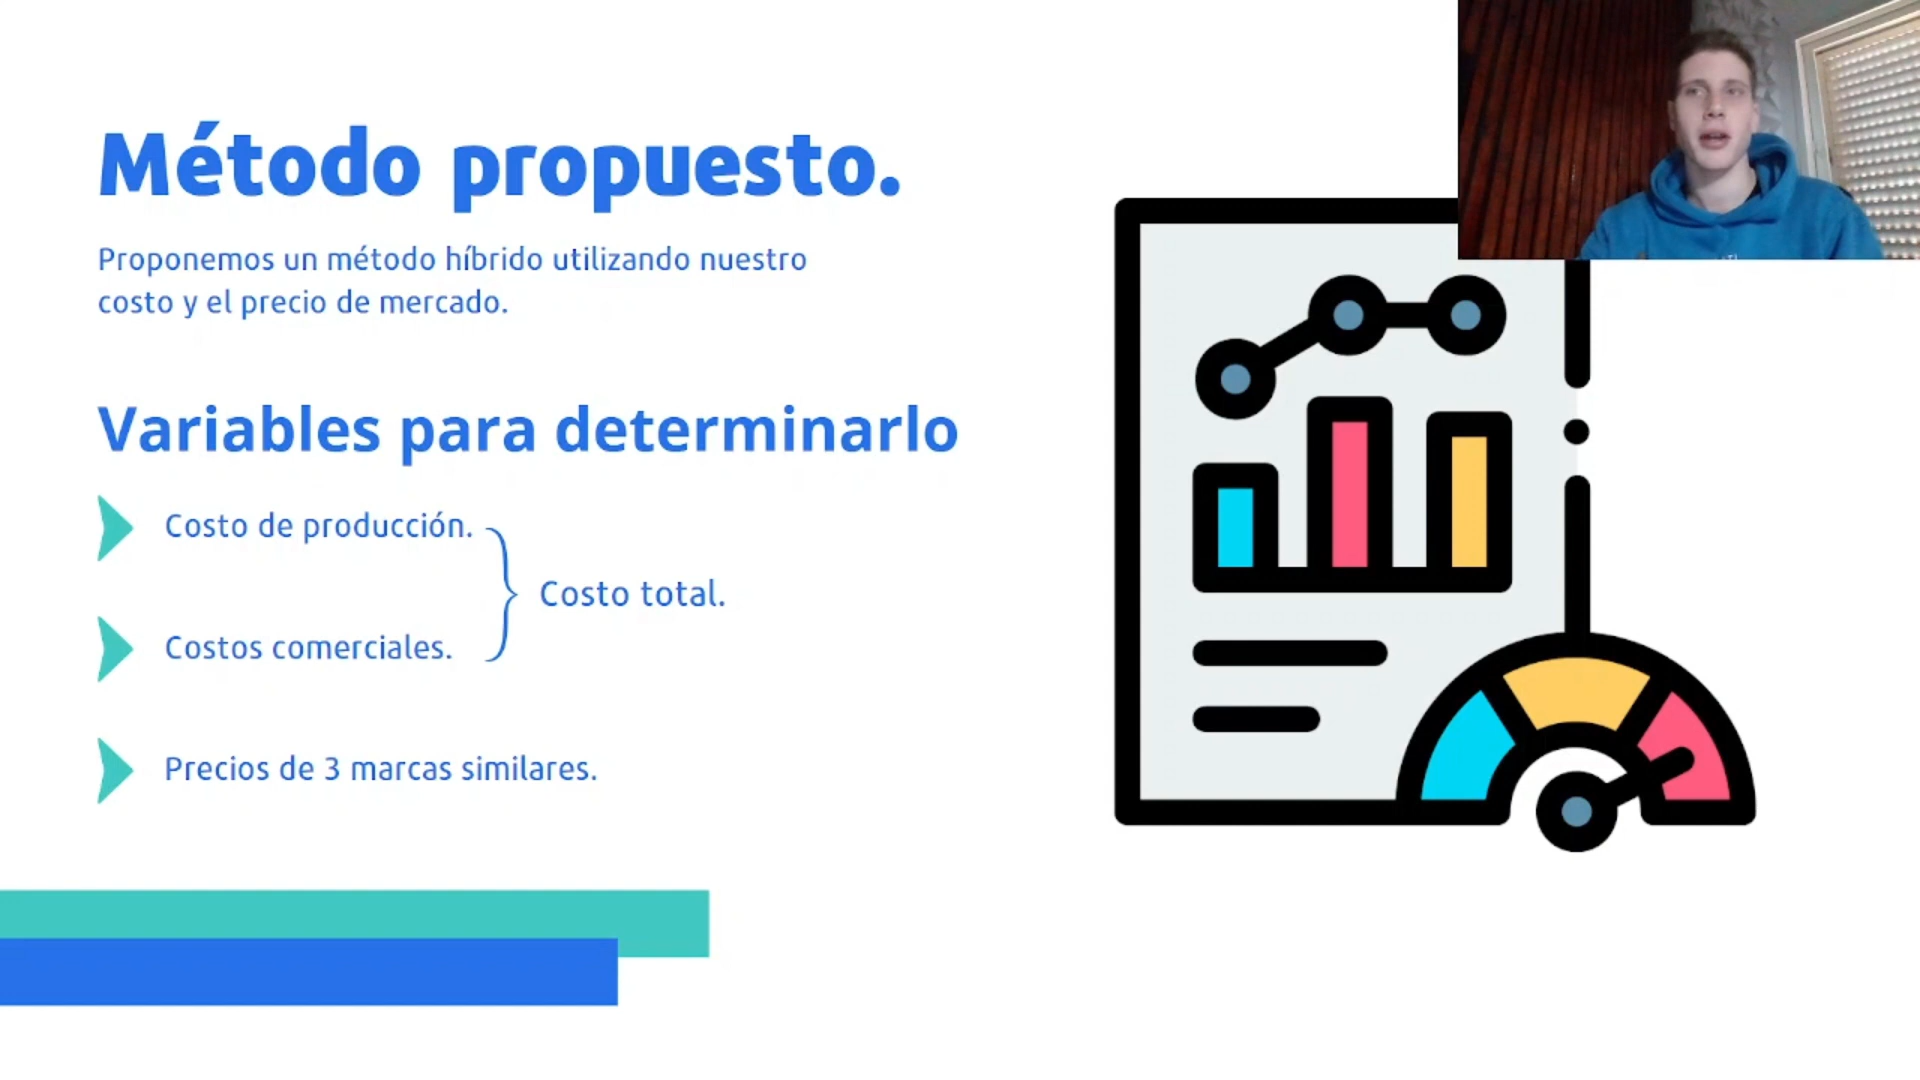 Método propuesto.
Proponemos un método híbrido utilizando nuestro
costo y el precio de mercado.
Variables para determinarlo
Costo de producción.
Costo total.
Costos comerciales.
Precios de 3 marcas similares.